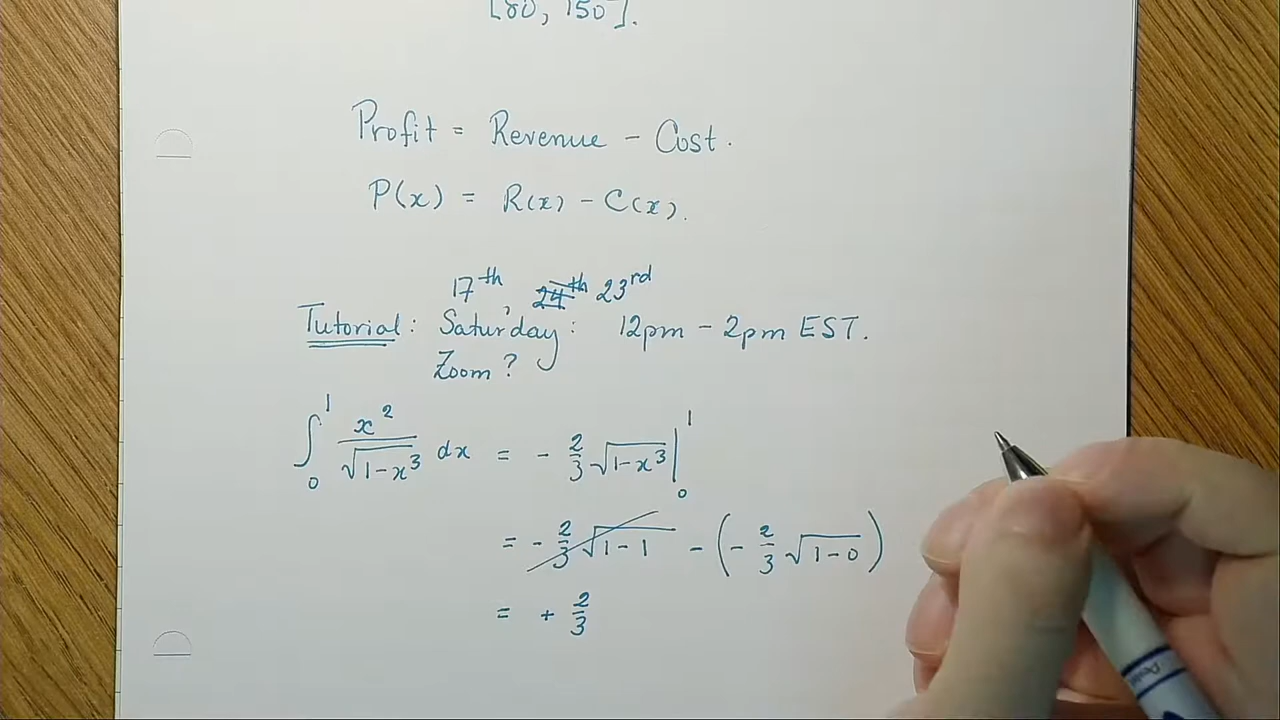 [80, 150].
Profit = Revenue - Cost.
P(x) = R(x) - C(x).
17th, 24th 23rd
Tutorial: Saturday: 12pm - 2pm EST.
Zoom?
∫₀¹ x²/√(1-x³) dx = - 2/3 √(1-x³) |₀¹
= - 2/3 √(1-1) - (- 2/3 √(1-0))
= + 2/3